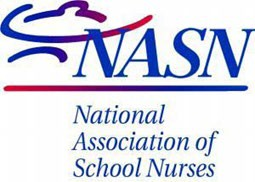 NASN
National
Association of
School Nurses